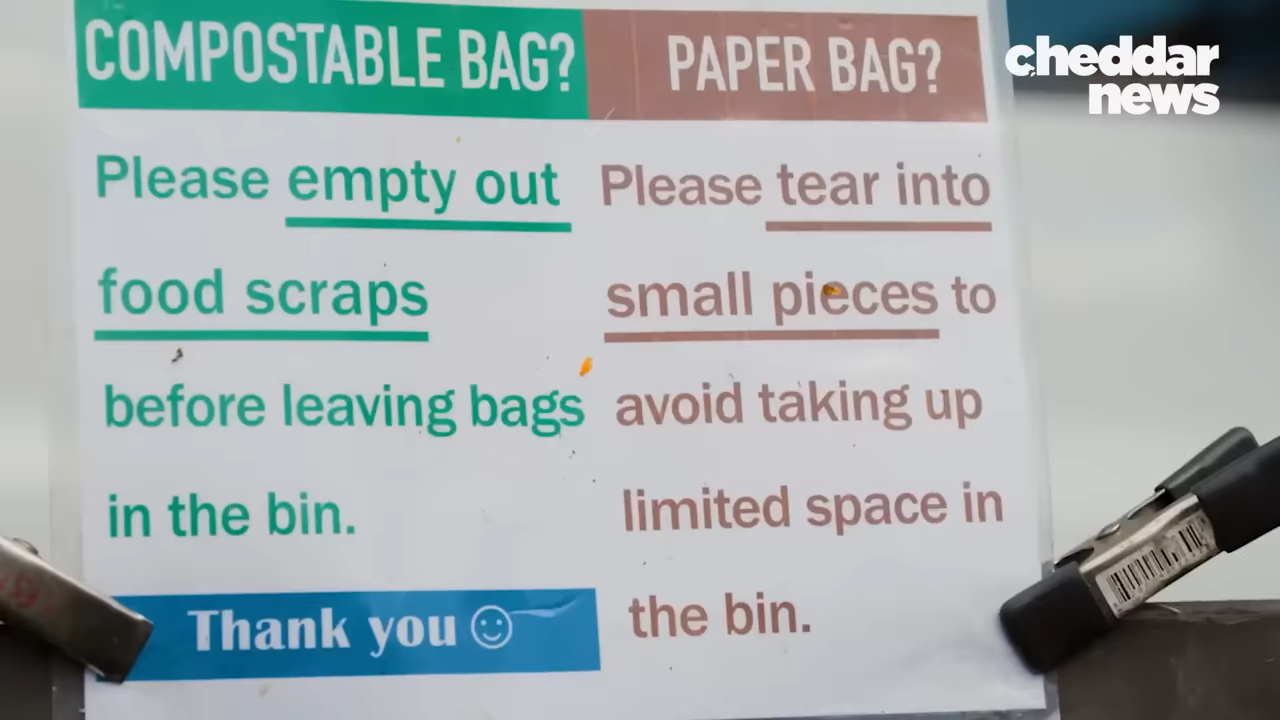 COMPOSTABLE BAG?
Please empty out
food scraps
before leaving bags
in the bin.
Thank you
PAPER BAG?
Please tear into
small pieces to
avoid taking up
limited space in
the bin.
cheddar
news